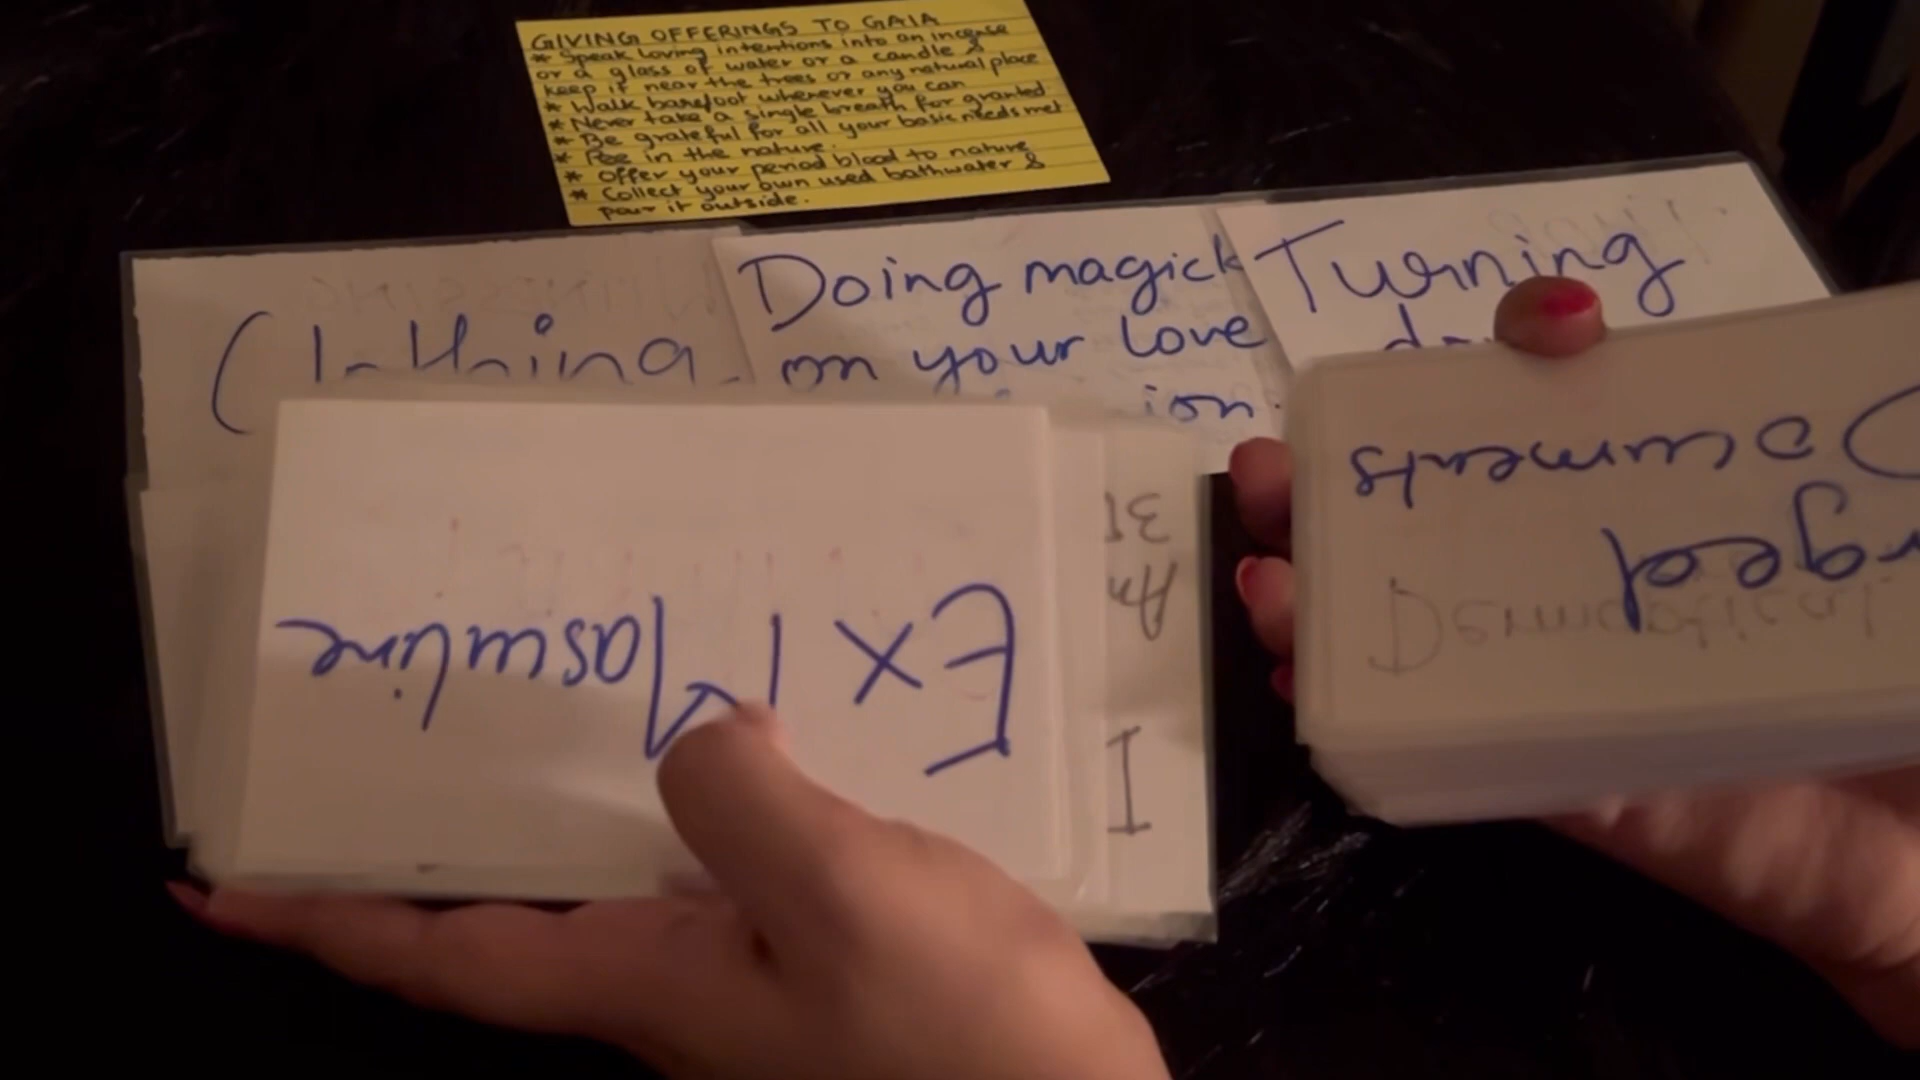 GIVING OFFERINGS TO GAIA
* Speak loving intentions into an incense
or a glass of water or a candle &
keep it near the trees or any natural place
* Walk barefoot wherever you can
* Never take a single breath for granted
* Be grateful for all your basic needs met
* Pee in the nature.
* Offer your period blood to nature
* Collect your own used bathwater &
pour it outside.
Doing magick
on your love
Turning
Ex Masculine
Documents
I